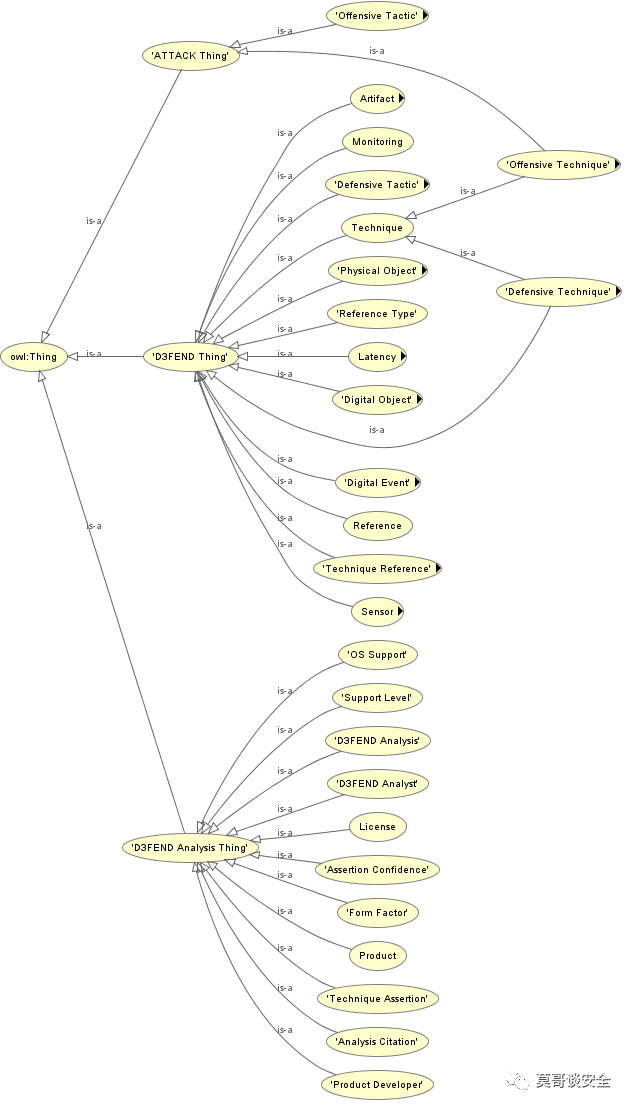 'Offensive Tactic'
is-a
'ATTACK Thing'
is-a
Artifact
is-a
Monitoring
'Offensive Technique'
is-a
'Defensive Tactic'
is-a
is-a
is-a
Technique
is-a
is-a
'Physical Object'
'Defensive Technique'
is-a
'Reference Type'
is-a
owl:Thing
is-a
'D3FEND Thing'
is-a
Latency
is-a
'Digital Object'
is-a
is-a
'Digital Event'
is-a
is-a
Reference
is-a
is-a
'Technique Reference'
Sensor
'OS Support'
is-a
'Support Level'
is-a
'D3FEND Analysis'
is-a
'D3FEND Analyst'
is-a
License
is-a
'D3FEND Analysis Thing'
is-a
'Assertion Confidence'
is-a
'Form Factor'
is-a
Product
is-a
is-a
'Technique Assertion'
is-a
'Analysis Citation'
'Product Developer'
莫哥谈安全